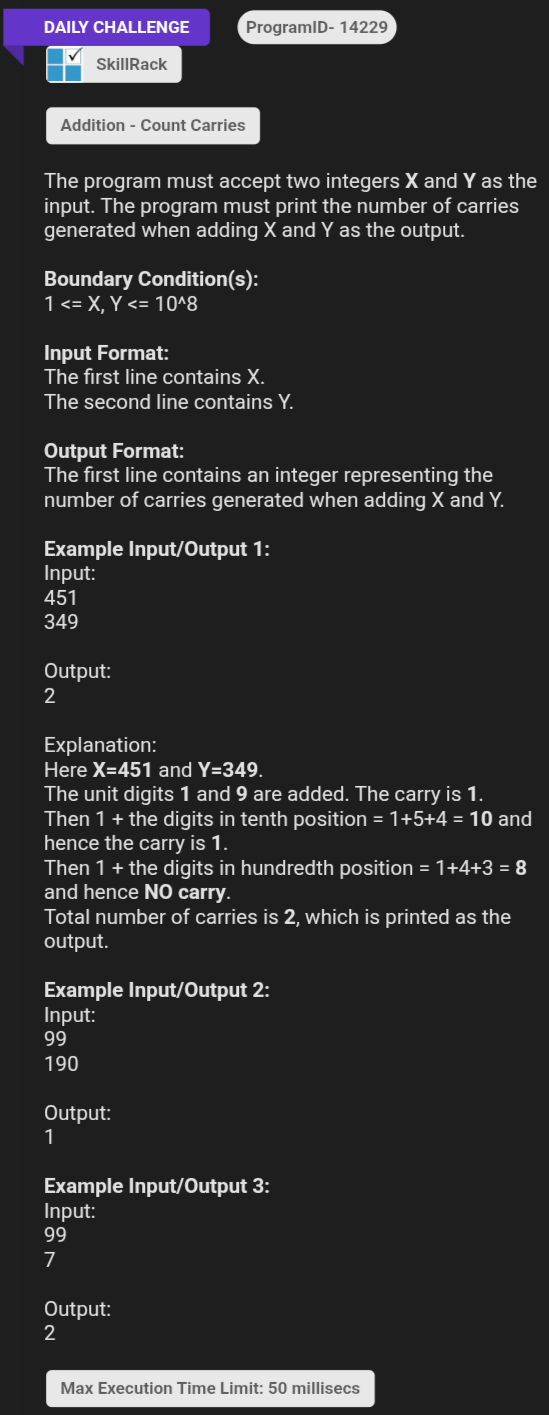 DAILY CHALLENGE
ProgramID- 14229
SkillRack
Addition - Count Carries
The program must accept two integers X and Y as the
input. The program must print the number of carries
generated when adding X and Y as the output.
Boundary Condition(s):
1 <= X, Y <= 10^8
Input Format:
The first line contains X.
The second line contains Y.
Output Format:
The first line contains an integer representing the
number of carries generated when adding X and Y.
Example Input/Output 1:
Input:
451
349
Output:
2
Explanation:
Here X=451 and Y=349.
The unit digits 1 and 9 are added. The carry is 1.
Then 1 + the digits in tenth position = 1+5+4 = 10 and
hence the carry is 1.
Then 1 + the digits in hundredth position = 1+4+3 = 8
and hence NO carry.
Total number of carries is 2, which is printed as the
output.
Example Input/Output 2:
Input:
99
190
Output:
1
Example Input/Output 3:
Input:
99
7
Output:
2
Max Execution Time Limit: 50 millisecs